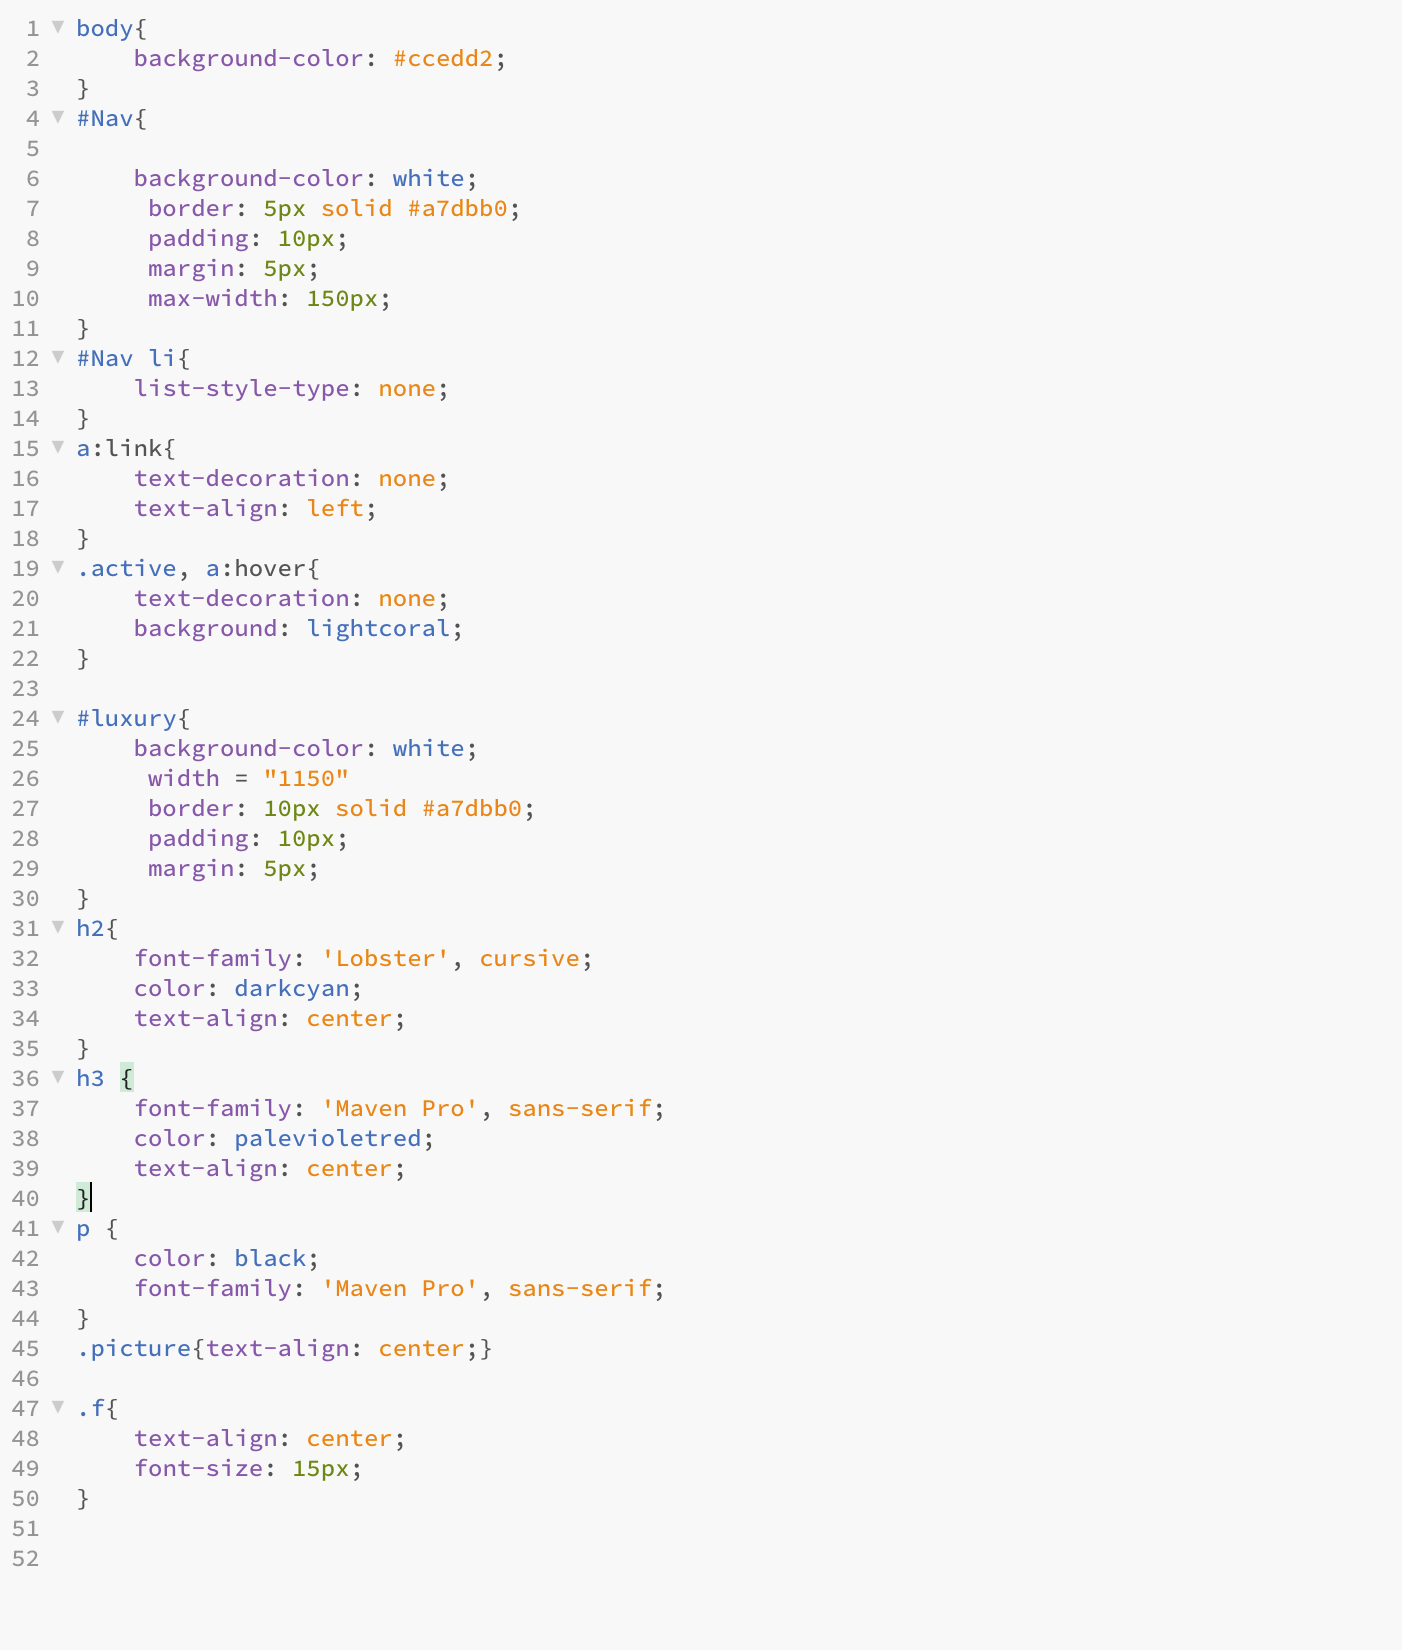 1 ▼ body{
2     background-color: #ccedd2;
3 }
4 ▼ #Nav{
5
6     background-color: white;
7      border: 5px solid #a7dbb0;
8      padding: 10px;
9      margin: 5px;
10      max-width: 150px;
11 }
12 ▼ #Nav li{
13     list-style-type: none;
14 }
15 ▼ a:link{
16     text-decoration: none;
17     text-align: left;
18 }
19 ▼ .active, a:hover{
20     text-decoration: none;
21     background: lightcoral;
22 }
23
24 ▼ #luxury{
25     background-color: white;
26      width = "1150"
27      border: 10px solid #a7dbb0;
28      padding: 10px;
29      margin: 5px;
30 }
31 ▼ h2{
32     font-family: 'Lobster', cursive;
33     color: darkcyan;
34     text-align: center;
35 }
36 ▼ h3 {
37     font-family: 'Maven Pro', sans-serif;
38     color: palevioletred;
39     text-align: center;
40 }
41 ▼ p {
42     color: black;
43     font-family: 'Maven Pro', sans-serif;
44 }
45 .picture{text-align: center;}
46
47 ▼ .f{
48     text-align: center;
49     font-size: 15px;
50 }
51
52